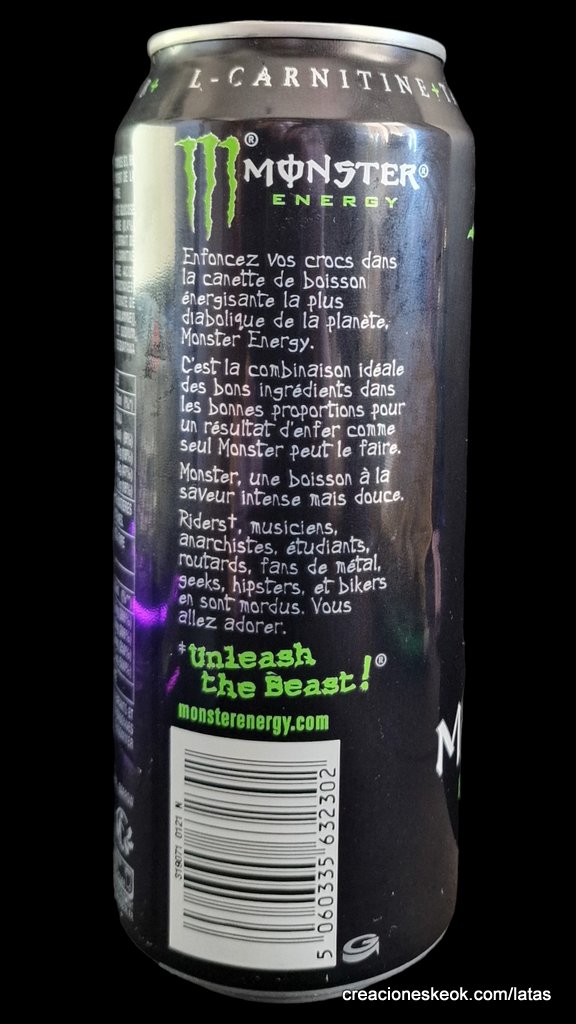 L-CARNITINE+T
MONSTER®
ENERGY
Enfoncez vos crocs dans
la canette de boisson
énergisante la plus
diabolique de la planète,
Monster Energy.
C'est la combinaison idéale
des bons ingrédients dans
les bonnes proportions pour
un résultat d'enfer comme
seul Monster peut le faire.
Monster, une boisson à la
saveur intense mais douce.
Riders†, musiciens,
anarchistes, étudiants,
routards, fans de métal,
geeks, hipsters, et bikers
en sont mordus. Vous
allez adorer.
*Unleash
the Beast!®
monsterenergy.com
319071 0121 N
5 060335 632302
M
creacioneskeok.com/latas